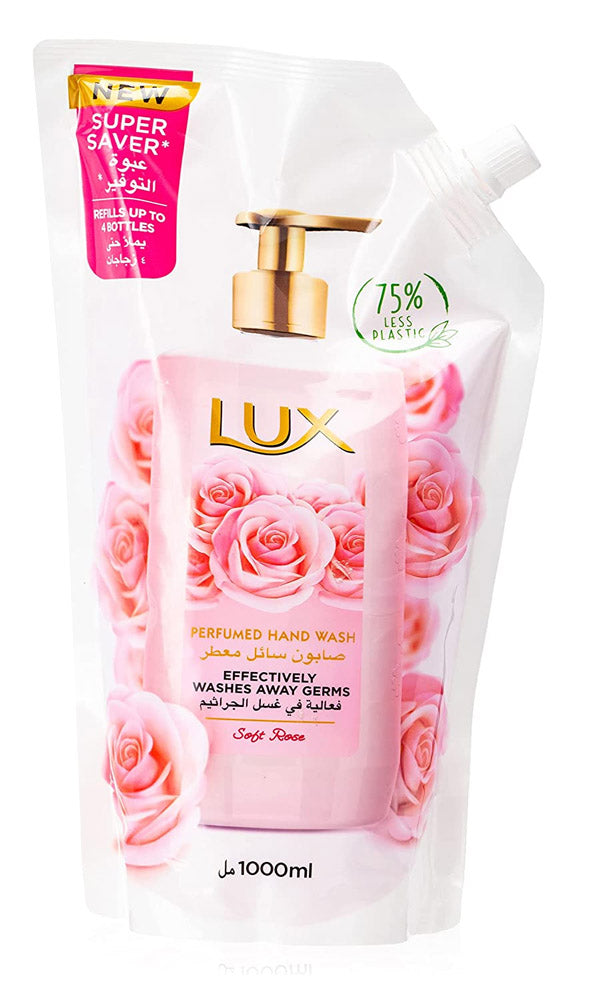 NEW
SUPER
SAVER*
عبوة
التوفير*
REFILLS UP TO
4 BOTTLES
يملأ حتى
٤ زجاجات
75%
LESS
PLASTIC
LUX
PERFUMED HAND WASH
صابون سائل معطر
EFFECTIVELY
WASHES AWAY GERMS
فعالية في غسل الجراثيم
Soft Rose
1000ml مل